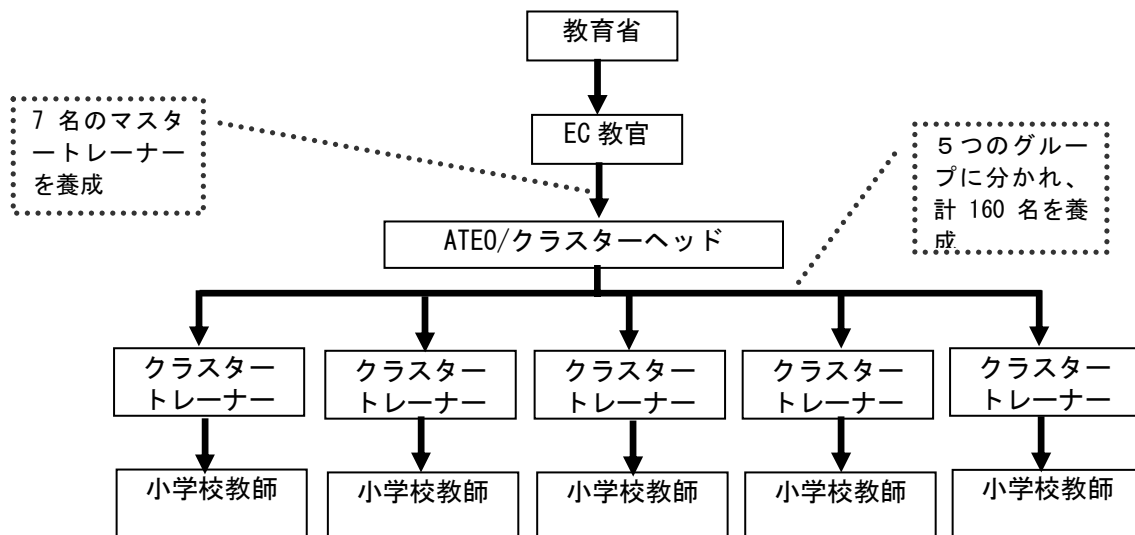 教育省
7 名のマスタ
ートレーナー
を養成
EC 教官
５つのグルー
プに分かれ、
計 160 名を養
成
ATEO/クラスターヘッド
クラスター
トレーナー
クラスター
トレーナー
クラスター
トレーナー
クラスター
トレーナー
クラスター
トレーナー
小学校教師
小学校教師
小学校教師
小学校教師
小学校教師